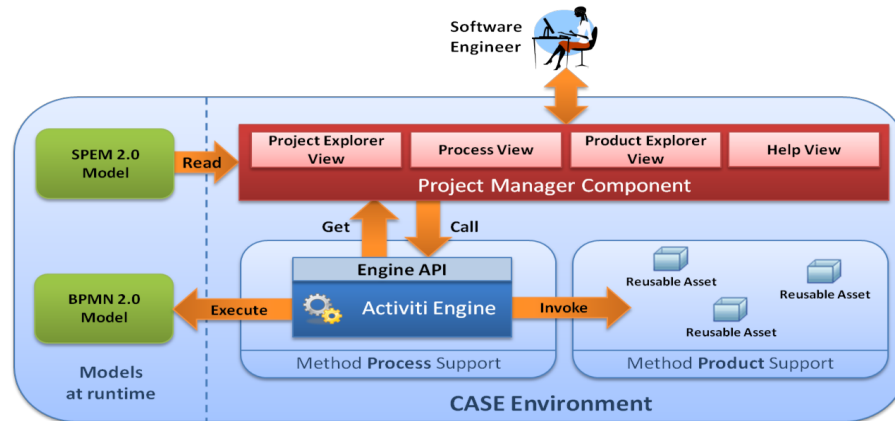 Software
Engineer
SPEM 2.0
Model
Read
Project Explorer
View
Process View
Product Explorer
View
Help View
Project Manager Component
Get
Call
Engine API
Activiti Engine
BPMN 2.0
Model
Execute
Invoke
Reusable Asset
Reusable Asset
Reusable Asset
Method Process Support
Method Product Support
Models
at runtime
CASE Environment